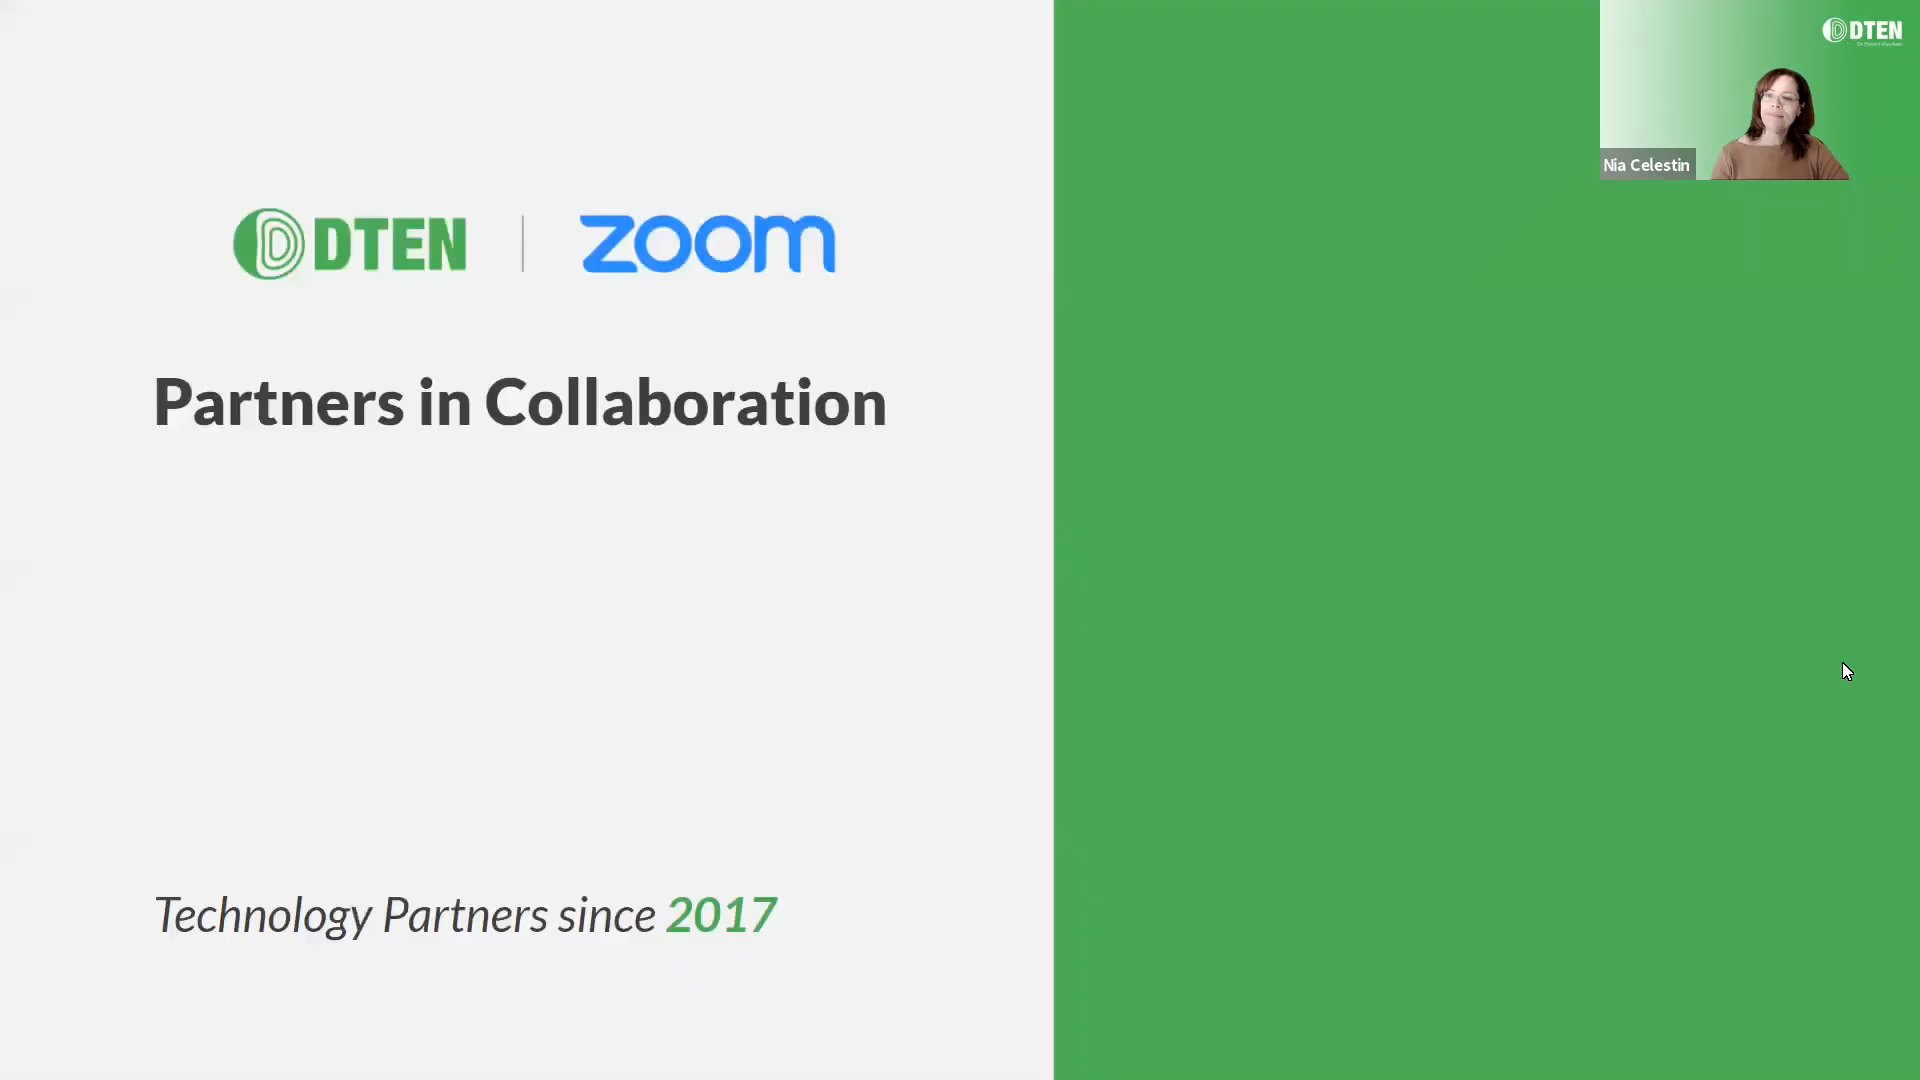 DTEN
Nia Celestin
DTEN | zoom
Partners in Collaboration
Technology Partners since 2017